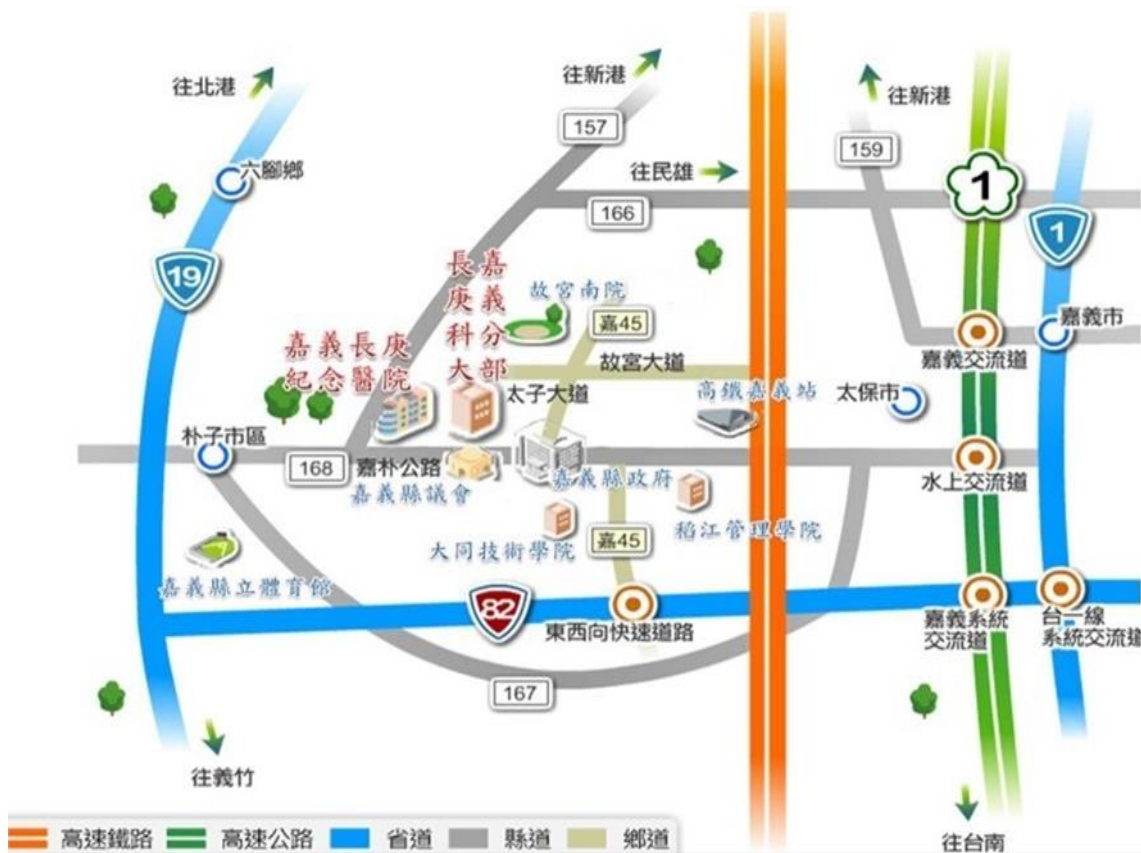 往北港
往新港
往新港
157
159
往民雄
166
1
1
六腳鄉
19
嘉義
長庚
分部
科大
故宮南院
嘉45
嘉義市
嘉義交流道
嘉義長庚
紀念醫院
故宮大道
太子大道
高鐵嘉義站
太保市
朴子市區
168
嘉朴公路
嘉義縣議會
嘉義縣政府
水上交流道
稻江管理學院
大同技術學院
嘉45
嘉義縣立體育館
82
東西向快速道路
嘉義系統
交流道
台一線
系統交流道
167
往義竹
往台南
高速鐵路
高速公路
省道
縣道
鄉道